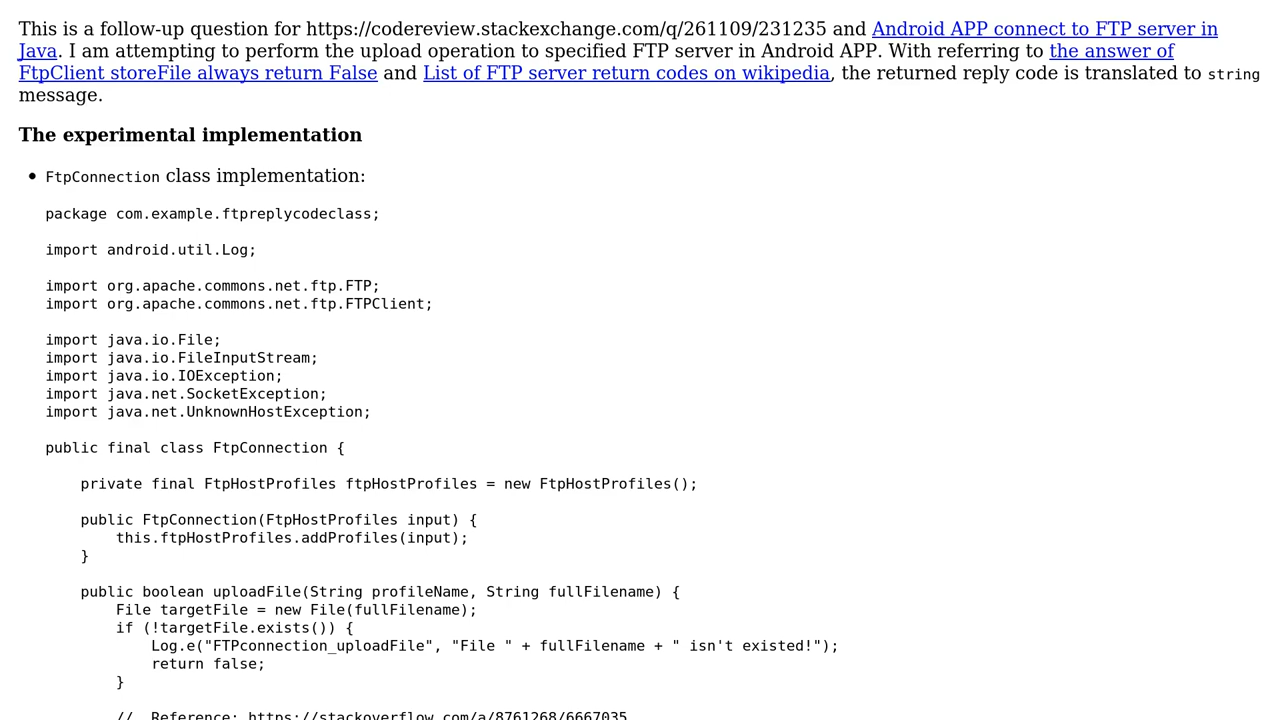 This is a follow-up question for https://codereview.stackexchange.com/q/261109/231235 and Android APP connect to FTP server in
Java. I am attempting to perform the upload operation to specified FTP server in Android APP. With referring to the answer of
FtpClient storeFile always return False and List of FTP server return codes on wikipedia, the returned reply code is translated to string
message.
The experimental implementation
• FtpConnection class implementation:
package com.example.ftpreplycodeclass;
import android.util.Log;
import org.apache.commons.net.ftp.FTP;
import org.apache.commons.net.ftp.FTPClient;
import java.io.File;
import java.io.FileInputStream;
import java.io.IOException;
import java.net.SocketException;
import java.net.UnknownHostException;
public final class FtpConnection {
private final FtpHostProfiles ftpHostProfiles = new FtpHostProfiles();
public FtpConnection(FtpHostProfiles input) {
this.ftpHostProfiles.addProfiles(input);
}
public boolean uploadFile(String profileName, String fullFilename) {
File targetFile = new File(fullFilename);
if (!targetFile.exists()) {
Log.e("FTPconnection_uploadFile", "File " + fullFilename + " isn't existed!");
return false;
}
// Reference: https://stackoverflow.com/a/8761268/6667035